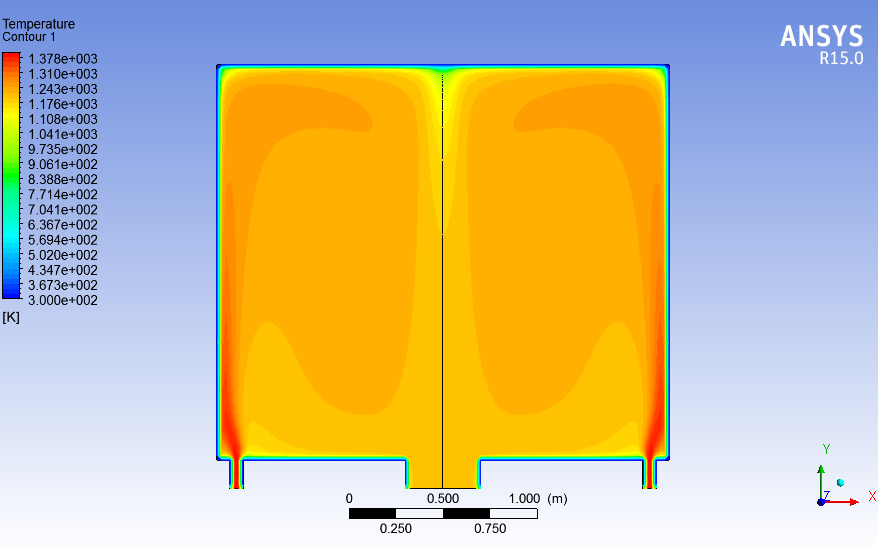 Temperature
Contour 1
1.378e+003
1.310e+003
1.243e+003
1.176e+003
1.108e+003
1.041e+003
9.735e+002
9.061e+002
8.388e+002
7.714e+002
7.041e+002
6.367e+002
5.694e+002
5.020e+002
4.347e+002
3.673e+002
3.000e+002
[K]
ANSYS
R15.0
0 0.500 1.000 (m)
0.250 0.750
Y
Z X